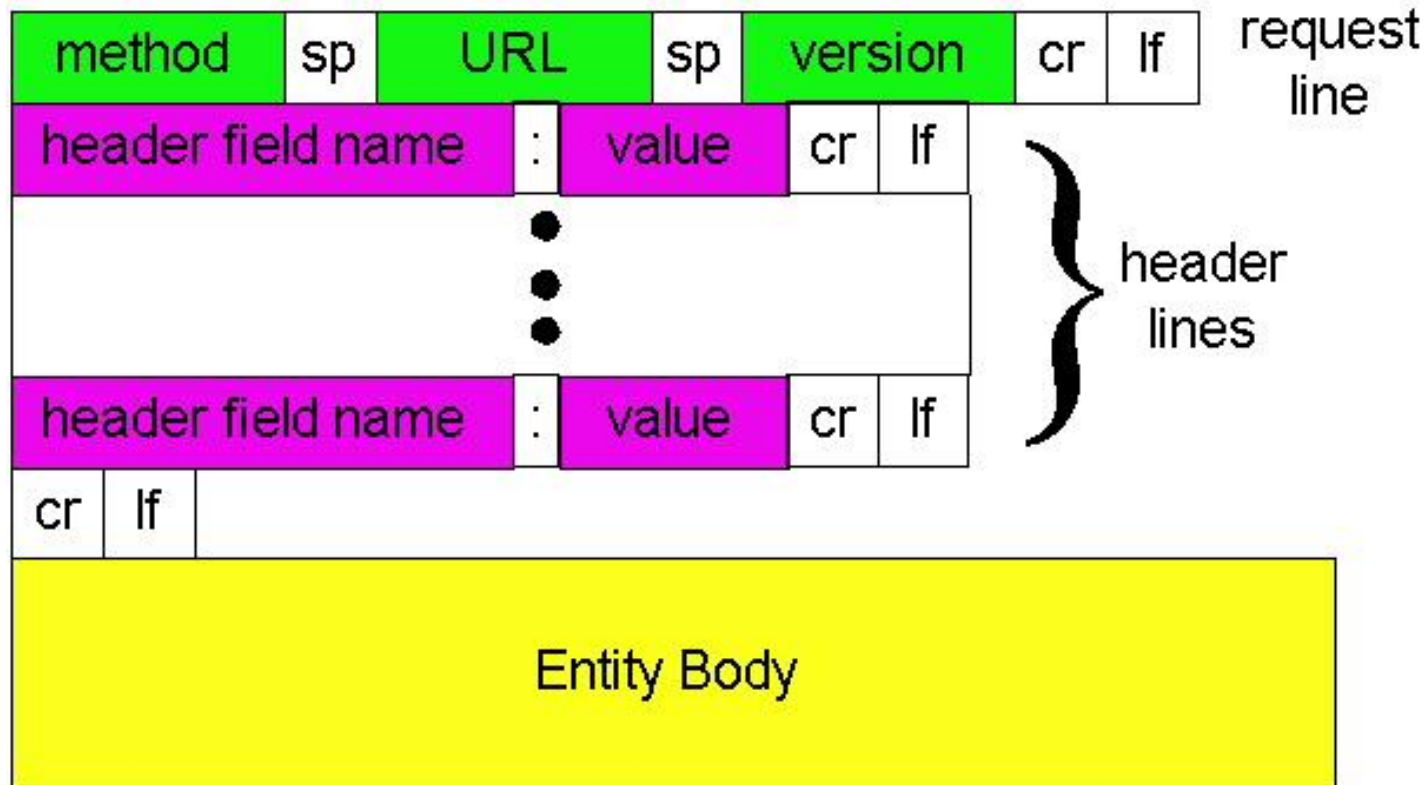 method sp URL sp version cr lf request line
header field name : value cr lf
header lines
header field name : value cr lf
cr lf
Entity Body